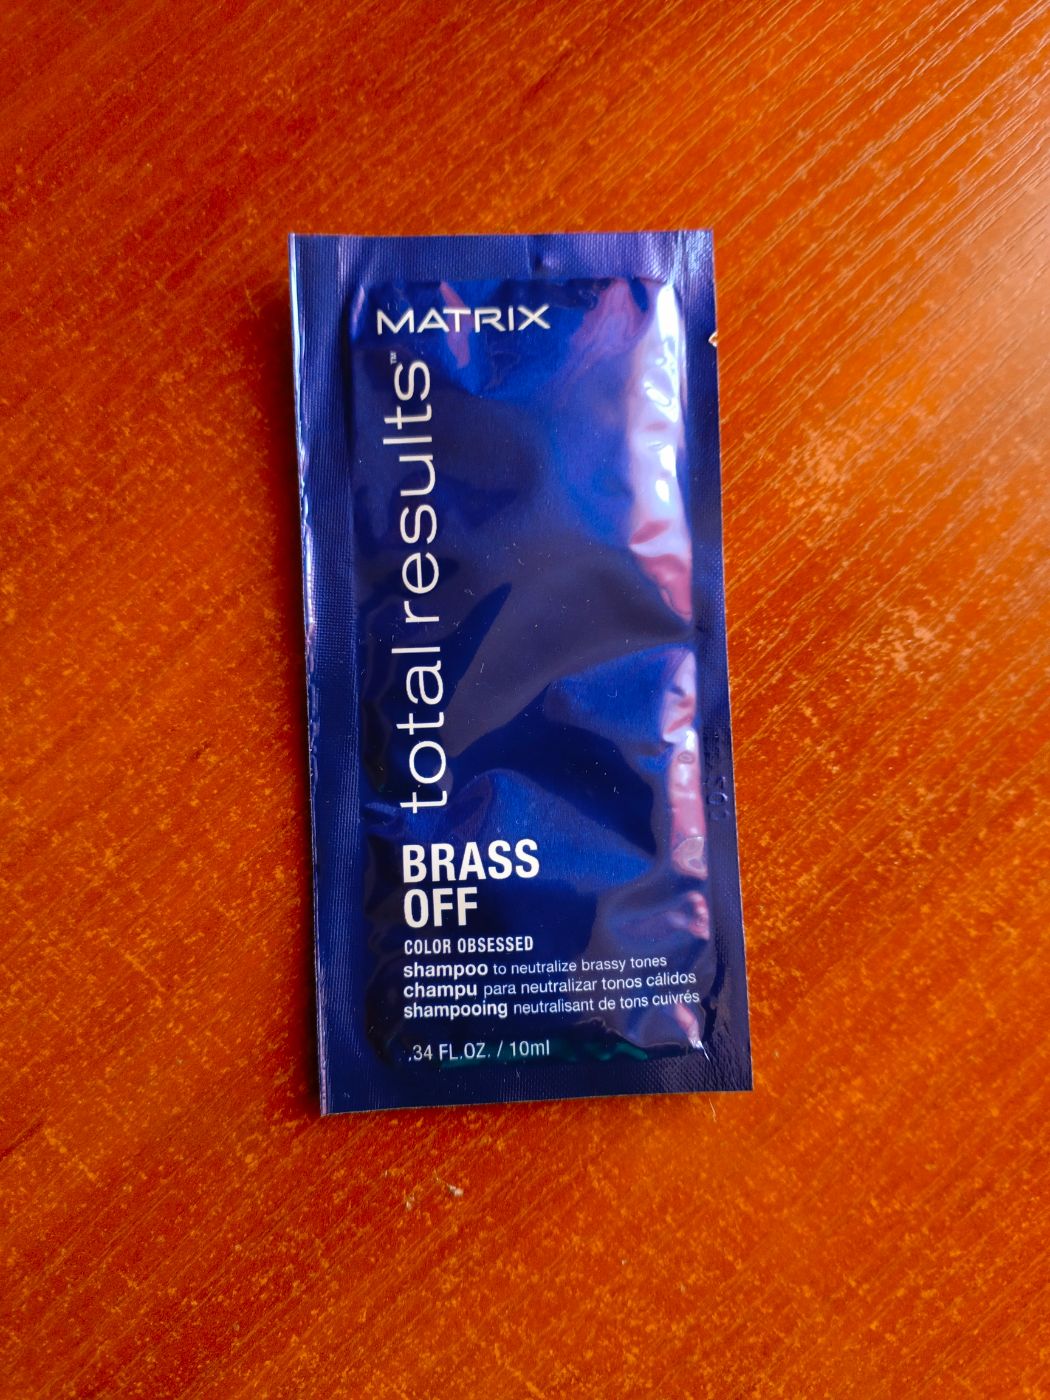 MATRIX
total results™
BRASS
OFF
COLOR OBSESSED
shampoo to neutralize brassy tones
champu para neutralizar tonos cálidos
shampooing neutralisant de tons cuivrés
.34 FL.OZ. / 10ml